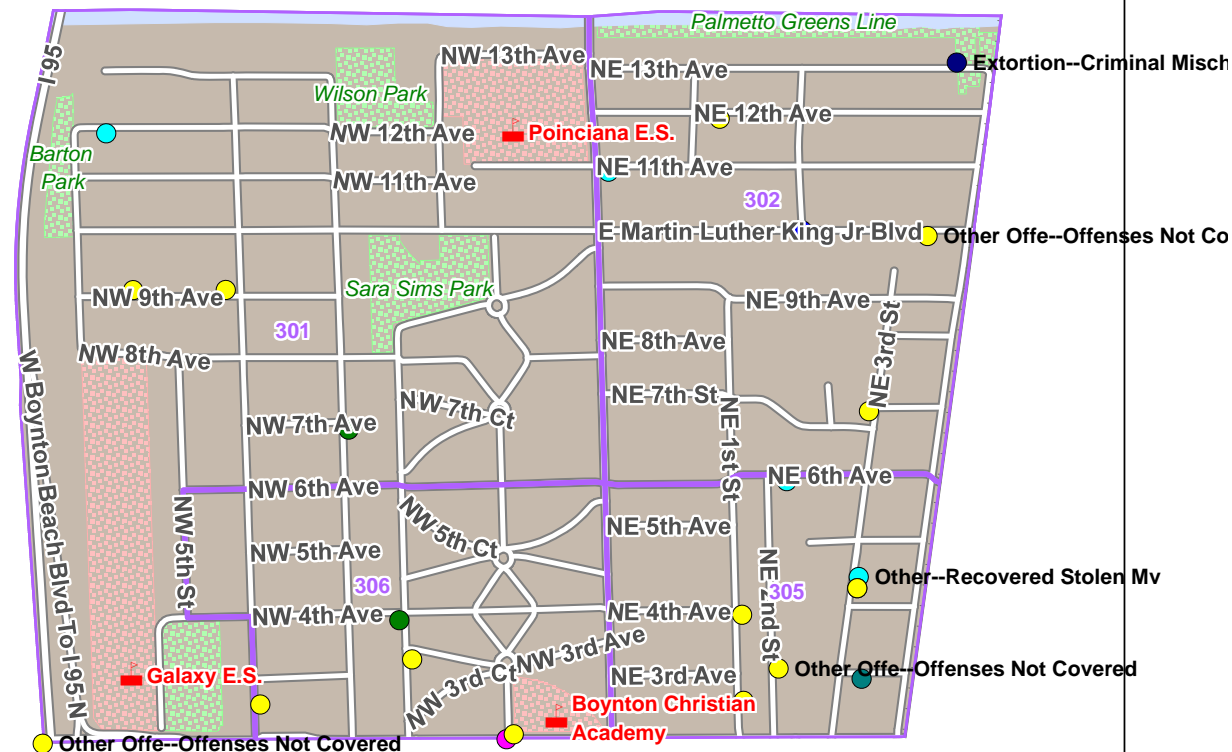 Palmetto Greens Line
I 95
NW 13th Ave
NE 13th Ave
Extortion--Criminal Misch
Wilson Park
NE 12th Ave
NW 12th Ave
Poinciana E.S.
Barton
Park
NE 11th Ave
NW 11th Ave
302
E Martin Luther King Jr Blvd
Other Offe--Offenses Not Co
Sara Sims Park
NW 9th Ave
NE 9th Ave
301
NE 3rd St
NE 8th Ave
NW 8th Ave
W Boynton Beach Blvd To I 95 N
NE 7th St
NW 7th Ct
NW 7th Ave
NE 1st St
NE 6th Ave
NW 6th Ave
NW 5th St
NW 5th Ct
NE 5th Ave
NW 5th Ave
NE 2nd St
Other--Recovered Stolen Mv
306
305
NE 4th Ave
NW 4th Ave
NW 3rd Ave
Other Offe--Offenses Not Covered
NE 3rd Ave
Galaxy E.S.
NW 3rd Ct
Boynton Christian
Academy
Other Offe--Offenses Not Covered